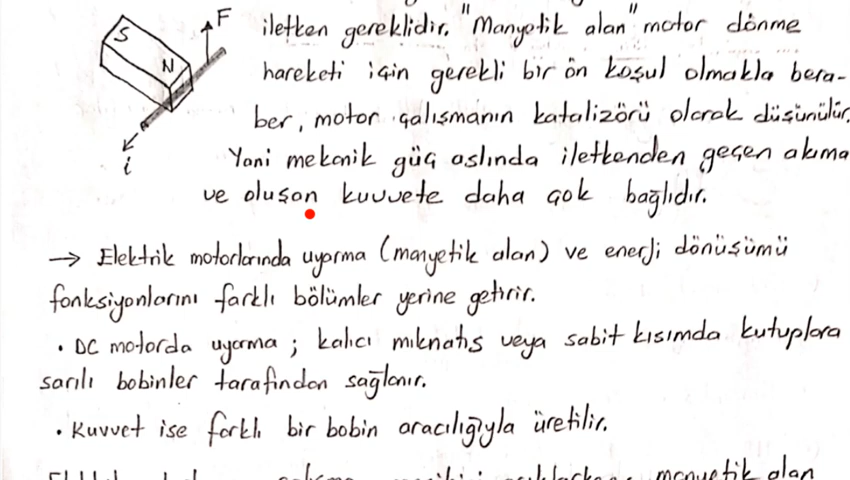 S N F i
iletken gereklidir. "Manyetik alan" motor dönme
hareketi için gerekli bir ön koşul olmakla bera-
ber, motor çalışmanın katalizörü olarak düşünülür.
Yani mekanik güç aslında iletkenden geçen akıma
ve oluşan kuvvete daha çok bağlıdır.
→ Elektrik motorlarında uyarma (manyetik alan) ve enerji dönüşümü
fonksiyonlarını farklı bölümler yerine getirir.
• DC motorda uyarma ; kalıcı mıknatıs veya sabit kısımda kutuplara
sarılı bobinler tarafından sağlanır.
• Kuvvet ise farklı bir bobin aracılığıyla üretilir.
manyetik alan